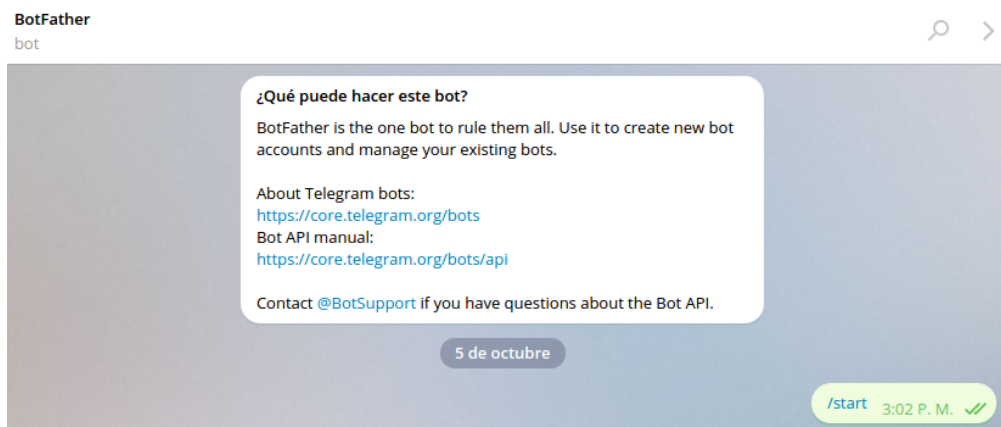 BotFather
bot
¿Qué puede hacer este bot?
BotFather is the one bot to rule them all. Use it to create new bot
accounts and manage your existing bots.
About Telegram bots:
https://core.telegram.org/bots
Bot API manual:
https://core.telegram.org/bots/api
Contact @BotSupport if you have questions about the Bot API.
5 de octubre
/start 3:02 P. M.